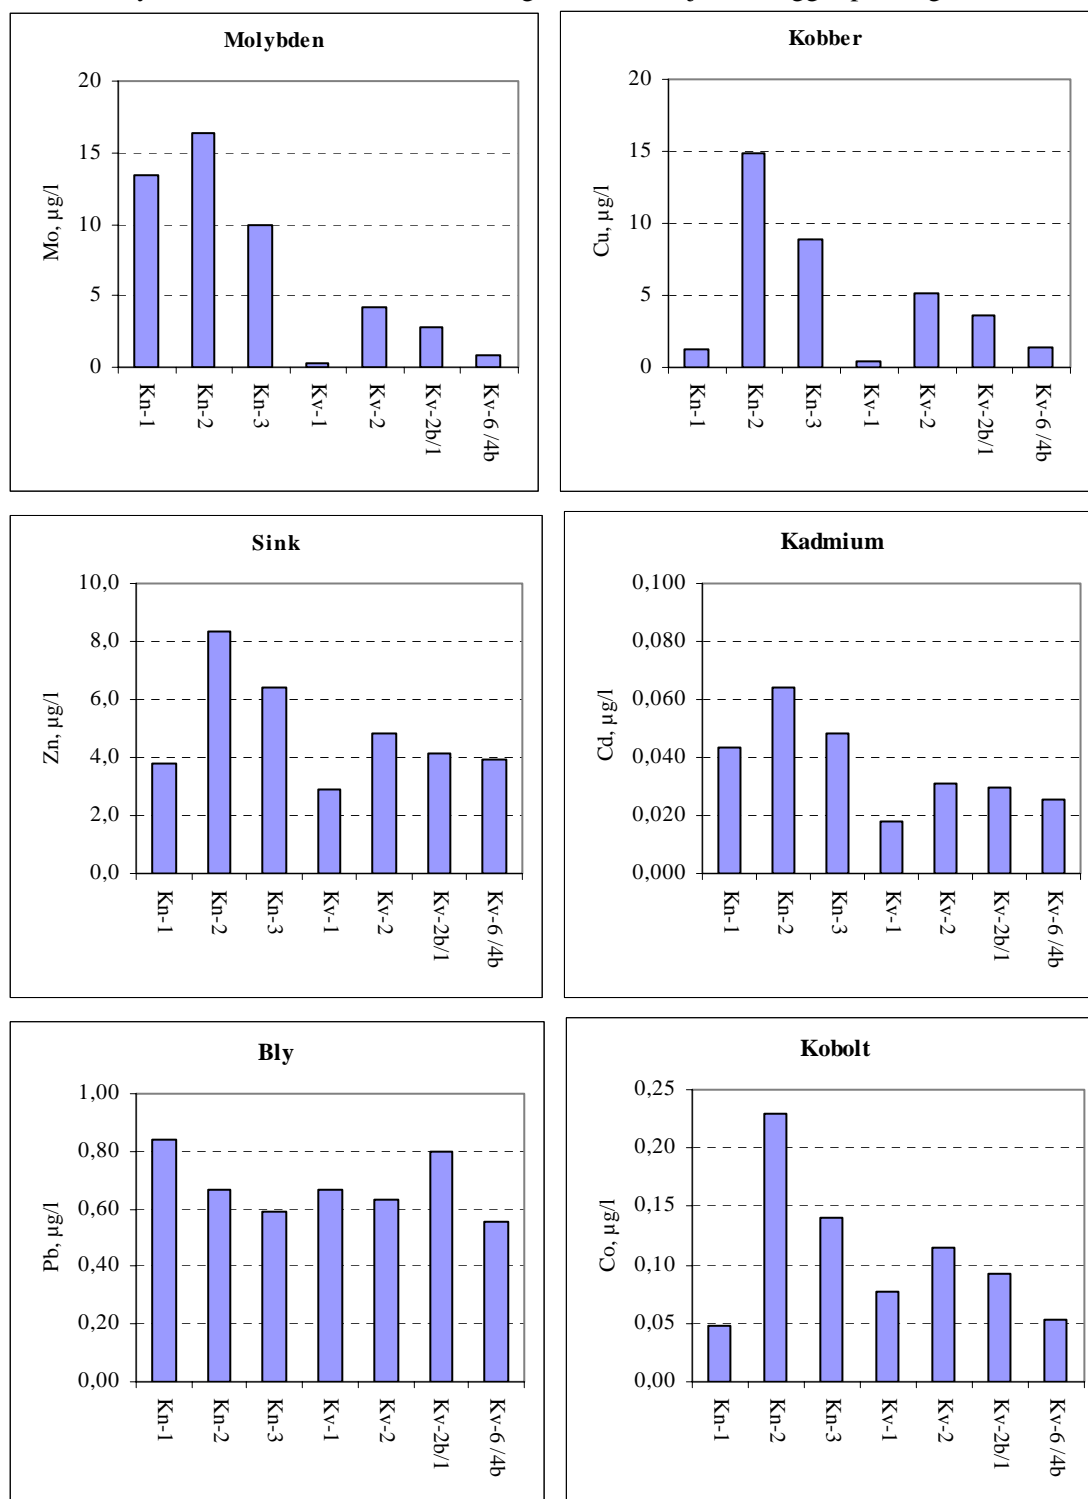 Molybden
20
15
10
5
0
Mo, µg/l
Kn-1
Kn-2
Kn-3
Kv-1
Kv-2
Kv-2b/1
Kv-6 /4b
Kobber
20
15
10
5
0
Cu, µg/l
Kn-1
Kn-2
Kn-3
Kv-1
Kv-2
Kv-2b/1
Kv-6 /4b
Sink
10,0
8,0
6,0
4,0
2,0
0,0
Zn, µg/l
Kn-1
Kn-2
Kn-3
Kv-1
Kv-2
Kv-2b/1
Kv-6 /4b
Kadmium
0,100
0,080
0,060
0,040
0,020
0,000
Cd, µg/l
Kn-1
Kn-2
Kn-3
Kv-1
Kv-2
Kv-2b/1
Kv-6 /4b
Bly
1,00
0,80
0,60
0,40
0,20
0,00
Pb, µg/l
Kn-1
Kn-2
Kn-3
Kv-1
Kv-2
Kv-2b/1
Kv-6 /4b
Kobolt
0,25
0,20
0,15
0,10
0,05
0,00
Co, µg/l
Kn-1
Kn-2
Kn-3
Kv-1
Kv-2
Kv-2b/1
Kv-6 /4b